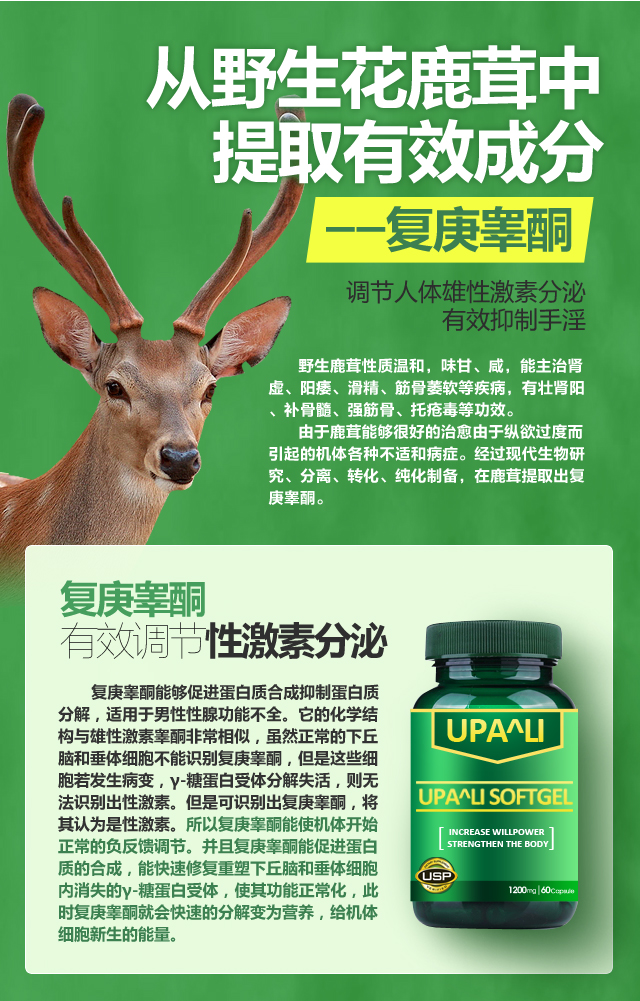 从野生花鹿茸中
提取有效成分
——复庚睾酮
调节人体雄性激素分泌
有效抑制手淫
野生鹿茸性质温和，味甘、咸，能主治肾
虚、阳痿、滑精、筋骨萎软等疾病，有壮肾阳
、补骨髓、强筋骨、托疮毒等功效。
由于鹿茸能够很好的治愈由于纵欲过度而
引起的机体各种不适和病症。经过现代生物研
究、分离、转化、纯化制备，在鹿茸提取出复
庚睾酮。
复庚睾酮
有效调节性激素分泌
复庚睾酮能够促进蛋白质合成抑制蛋白质
分解，适用于男性性腺功能不全。它的化学结
构与雄性激素睾酮非常相似，虽然正常的下丘
脑和垂体细胞不能识别复庚睾酮，但是这些细
胞若发生病变，γ-糖蛋白受体分解失活，则无
法识别出性激素。但是可识别出复庚睾酮，将
其认为是性激素。所以复庚睾酮能使机体开始
正常的负反馈调节。并且复庚睾酮能促进蛋白
质的合成，能快速修复重塑下丘脑和垂体细胞
内消失的γ-糖蛋白受体，使其功能正常化，此
时复庚睾酮就会快速的分解变为营养，给机体
细胞新生的能量。
UPA^LI
UPA^LI SOFTGEL
[ INCREASE WILLPOWER
STRENGTHEN THE BODY ]
USP
1200mg | 60Capsule